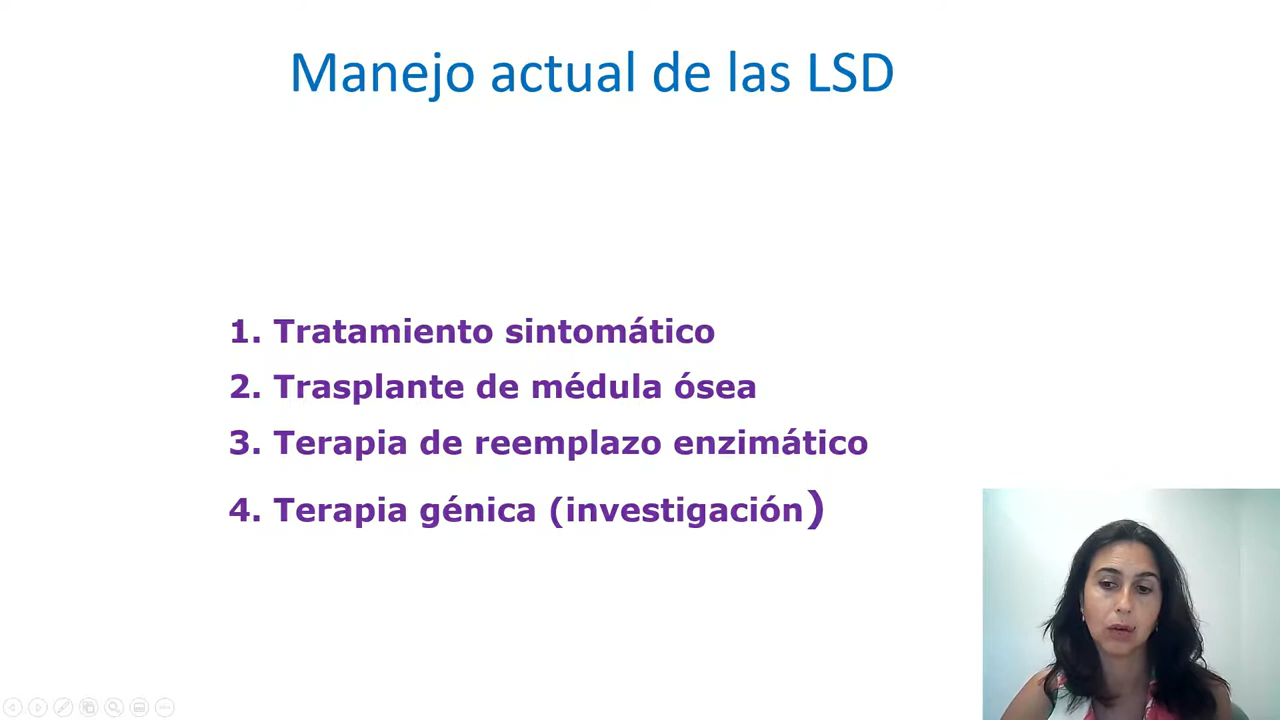 Manejo actual de las LSD
1. Tratamiento sintomático
2. Trasplante de médula ósea
3. Terapia de reemplazo enzimático
4. Terapia génica (investigación)